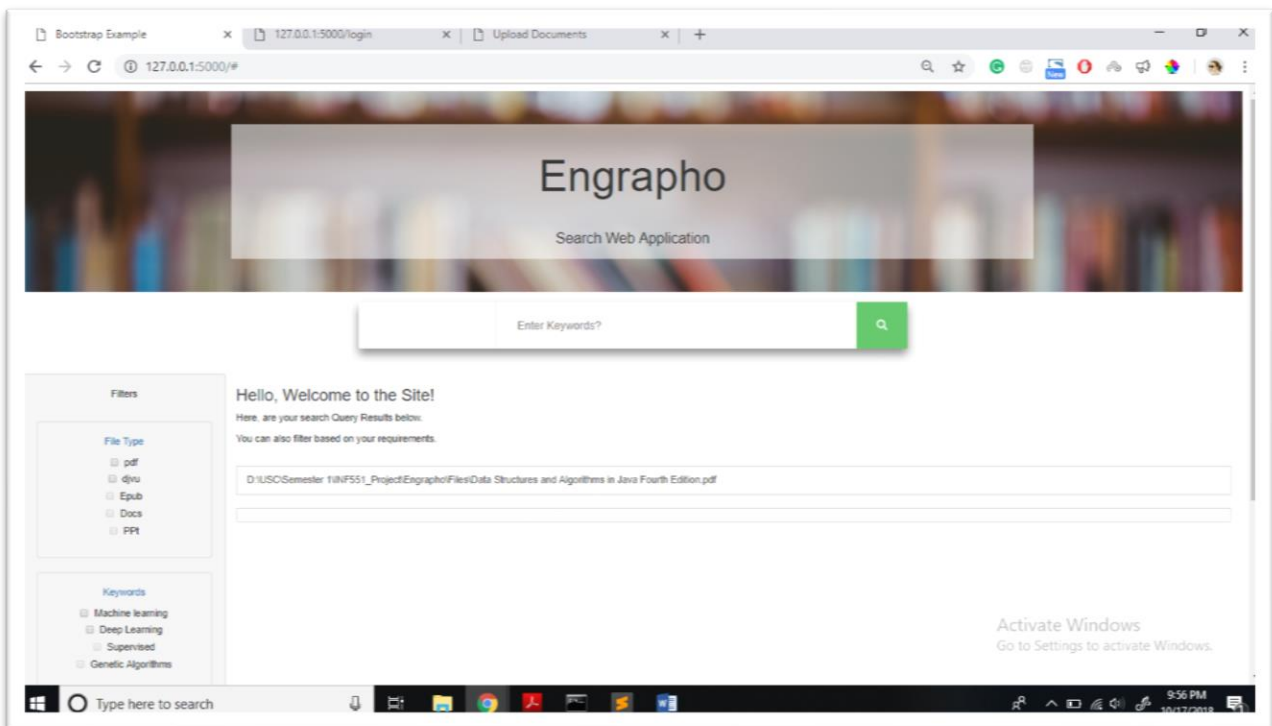 Bootstrap Example
127.0.0.1:5000/login
Upload Documents
127.0.0.1:5000/#
New
Engrapho
Search Web Application
Enter Keywords?
Filters
File Type
pdf
djvu
Epub
Docs
PPt
Keywords
Machine learning
Deep Learning
Supervised
Genetic Algorithms
Hello, Welcome to the Site!
Here, are your search Query Results below.
You can also filter based on your requirements.
D:\USC\Semester 1\INF551_Project\Engrapho\Files\Data Structures and Algorithms in Java Fourth Edition.pdf
Activate Windows
Go to Settings to activate Windows.
Type here to search
9:56 PM
10/17/2018